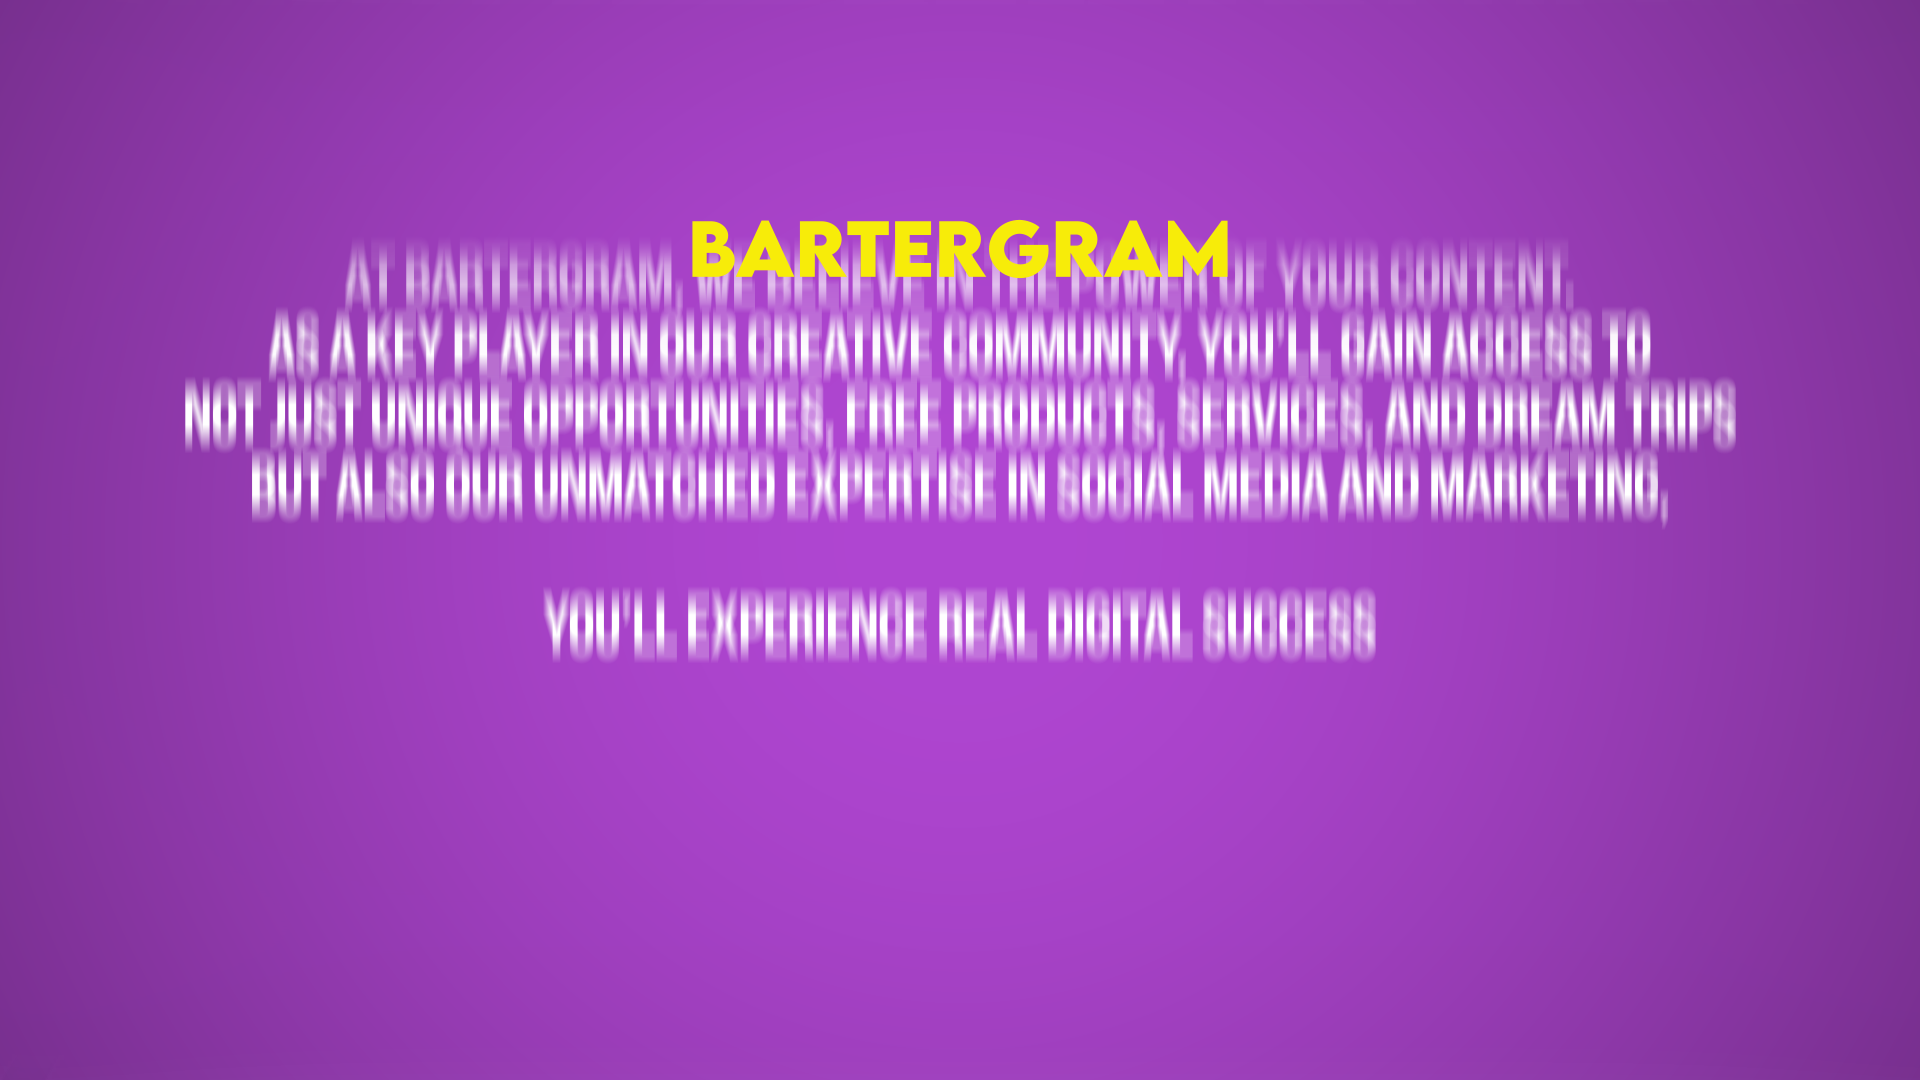 BARTERGRAM
AT BARTERGRAM, WE BELIEVE IN THE POWER OF YOUR CONTENT.
AS A KEY PLAYER IN OUR CREATIVE COMMUNITY, YOU'LL GAIN ACCESS TO
NOT JUST UNIQUE OPPORTUNITIES, FREE PRODUCTS, SERVICES, AND DREAM TRIPS
BUT ALSO OUR UNMATCHED EXPERTISE IN SOCIAL MEDIA AND MARKETING,
YOU'LL EXPERIENCE REAL DIGITAL SUCCESS